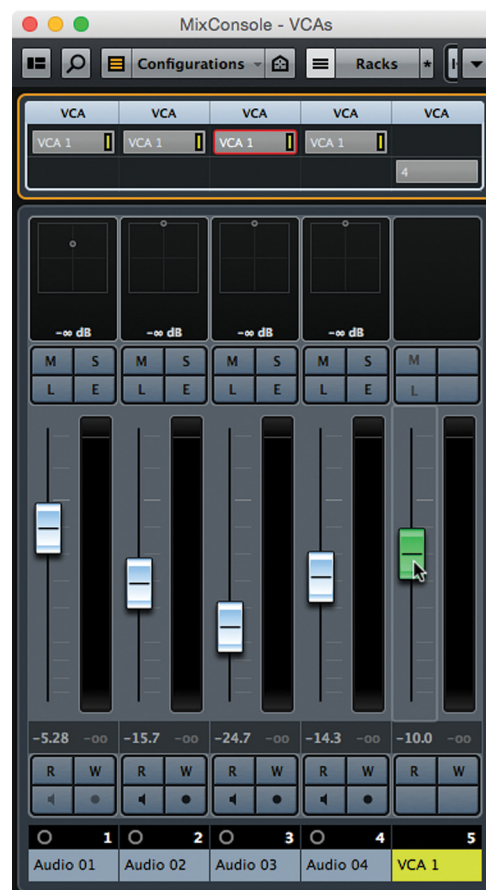 MixConsole - VCAs
Configurations Racks *
VCA VCA VCA VCA VCA
VCA 1 VCA 1 VCA 1 VCA 1
4
-∞ dB -∞ dB -∞ dB -∞ dB
M S M S M S M S M
L E L E L E L E L
-5.28 -oo -15.7 -oo -24.7 -oo -14.3 -oo -10.0 -oo
R W R W R W R W R W
1 2 3 4 5
Audio 01 Audio 02 Audio 03 Audio 04 VCA 1